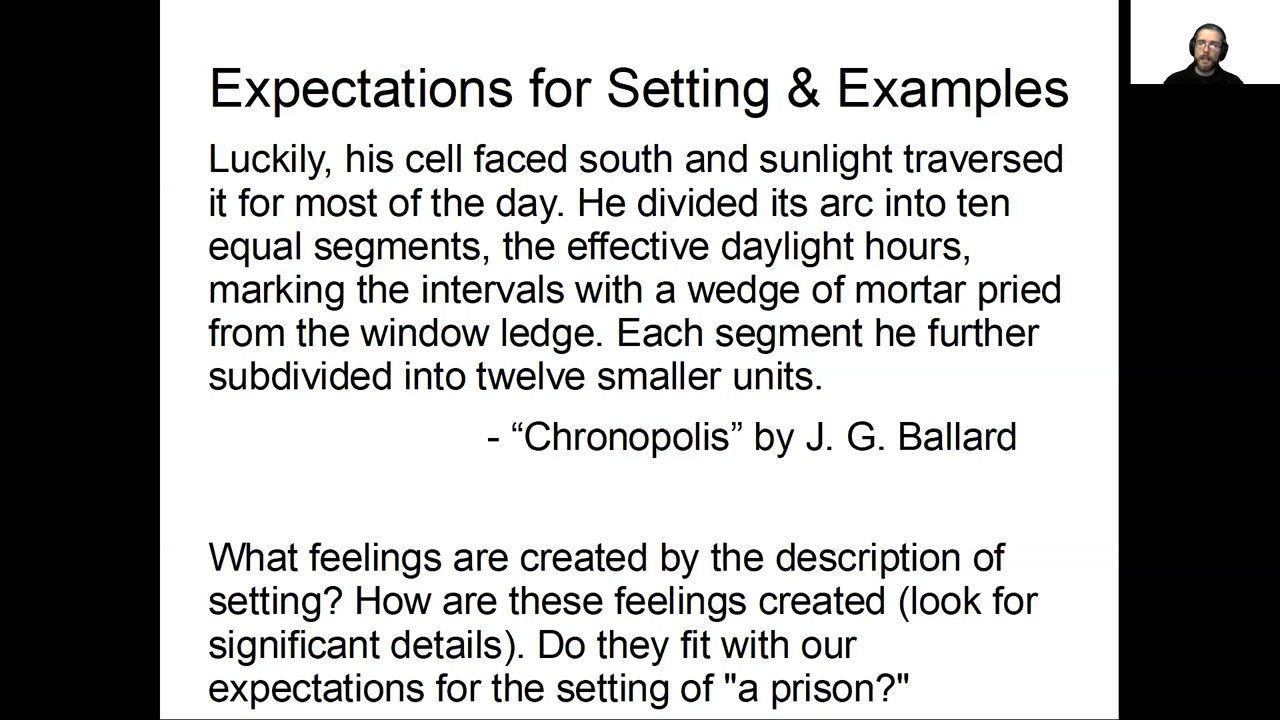 Expectations for Setting & Examples
Luckily, his cell faced south and sunlight traversed
it for most of the day. He divided its arc into ten
equal segments, the effective daylight hours,
marking the intervals with a wedge of mortar pried
from the window ledge. Each segment he further
subdivided into twelve smaller units.
- “Chronopolis” by J. G. Ballard
What feelings are created by the description of
setting? How are these feelings created (look for
significant details). Do they fit with our
expectations for the setting of "a prison?"